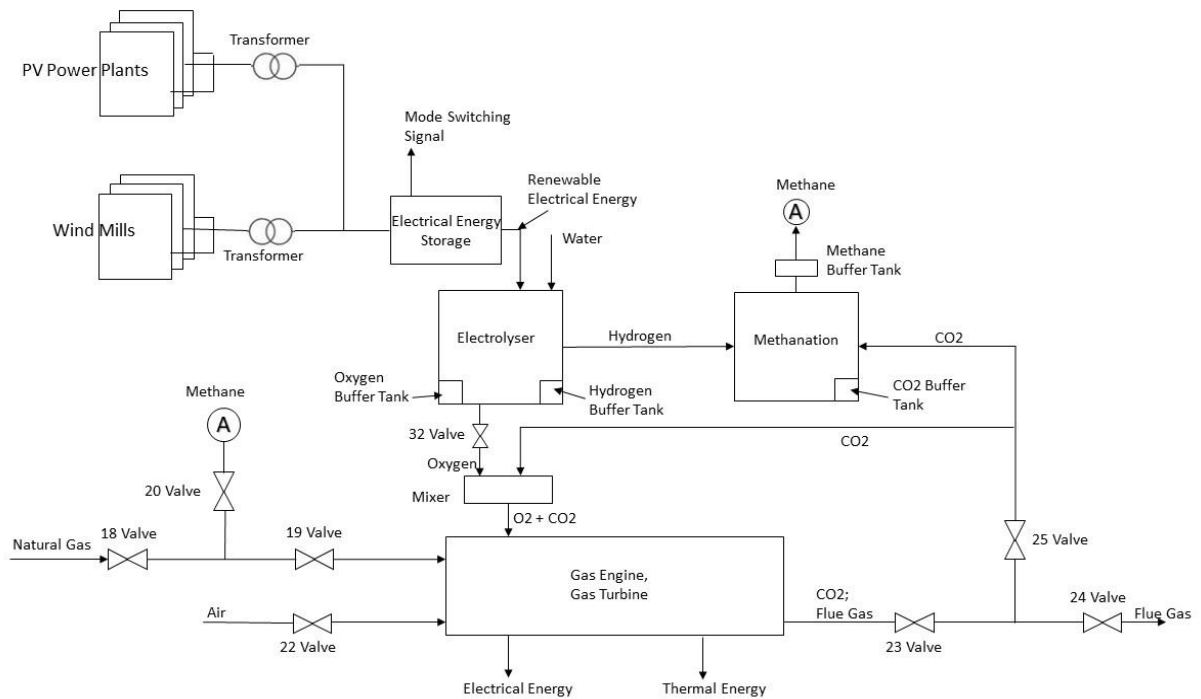 Transformer
PV Power Plants
Mode Switching
Signal
Renewable
Electrical Energy
Methane
A
Electrical Energy
Storage
Wind Mills
Transformer
Water
Methane
Buffer Tank
Electrolyser
Hydrogen
Methanation
CO2
Oxygen
Buffer Tank
Hydrogen
Buffer Tank
CO2 Buffer
Tank
Methane
A
32 Valve
CO2
Oxygen
20 Valve
Mixer
O2 + CO2
18 Valve
19 Valve
Natural Gas
25 Valve
Gas Engine,
Gas Turbine
Air
CO2;
Flue Gas
24 Valve
Flue Gas
22 Valve
23 Valve
Electrical Energy
Thermal Energy